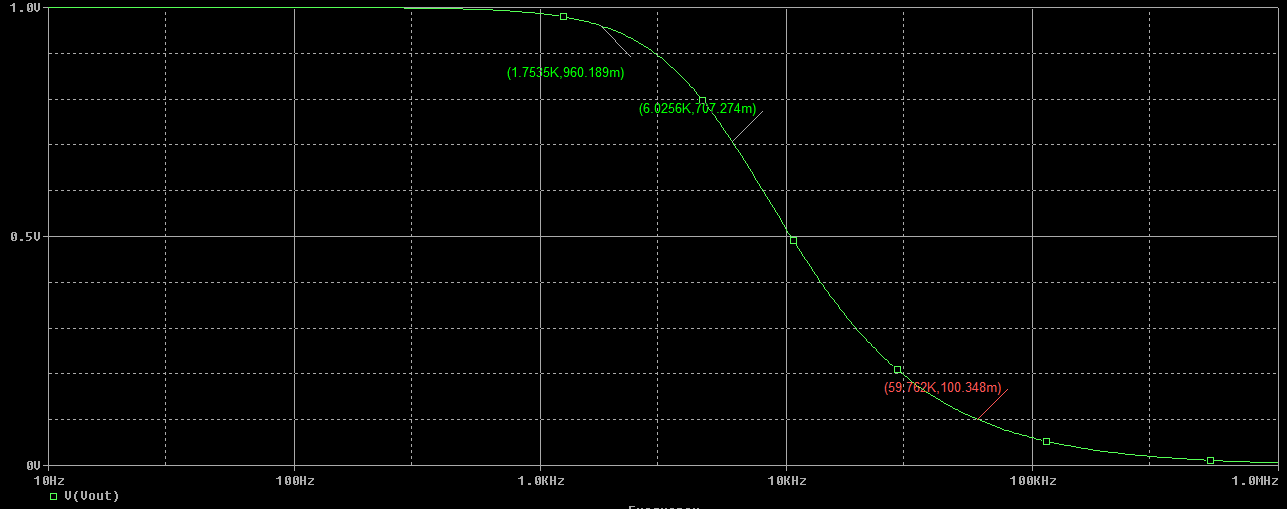 1.0V
(1.7535K,960.189m)
(6.0256K,707.274m)
0.5V
(59.762K,100.348m)
0V
10Hz 100Hz 1.0KHz 10KHz 100KHz 1.0MHz
V(Vout)
Frequency